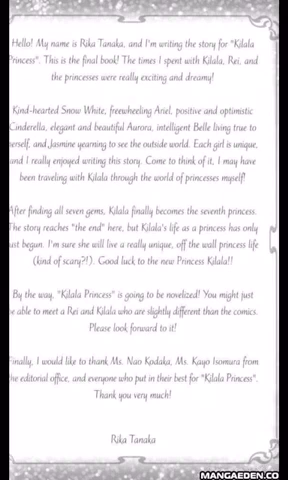 Hello! My name is Rika Tanaka, and I'm writing the story for "Kilala
Princess". This is the final book! The times I spent with Kilala, Rei, and
the princesses were really exciting and dreamy!
Kind-hearted Snow White, freewheeling Ariel, positive and optimistic
Cinderella, elegant and beautiful Aurora, intelligent Belle living true to
herself, and Jasmine yearning to see the outside world. Each girl is unique,
and I really enjoyed writing this story. Come to think of it, I may have
been traveling with Kilala through the world of princesses myself!
After finding all seven gems, Kilala finally becomes the seventh princess.
The story reaches "the end" here, but Kilala's life as a princess has only
ust begun. I'm sure she will live a really unique, off the wall princess life
(kind of scary?!). Good luck to the new Princess Kilala!!
By the way, "Kilala Princess" is going to be novelized! You might just
be able to meet a Rei and Kilala who are slightly different than the comics.
Please look forward to it!
Finally, I would like to thank Ms. Nao Kodaka, Ms. Kayo Isomura from
the editorial office, and everyone who put in their best for "Kilala Princess".
Thank you very much!
Rika Tanaka
MANGAEDEN.CO